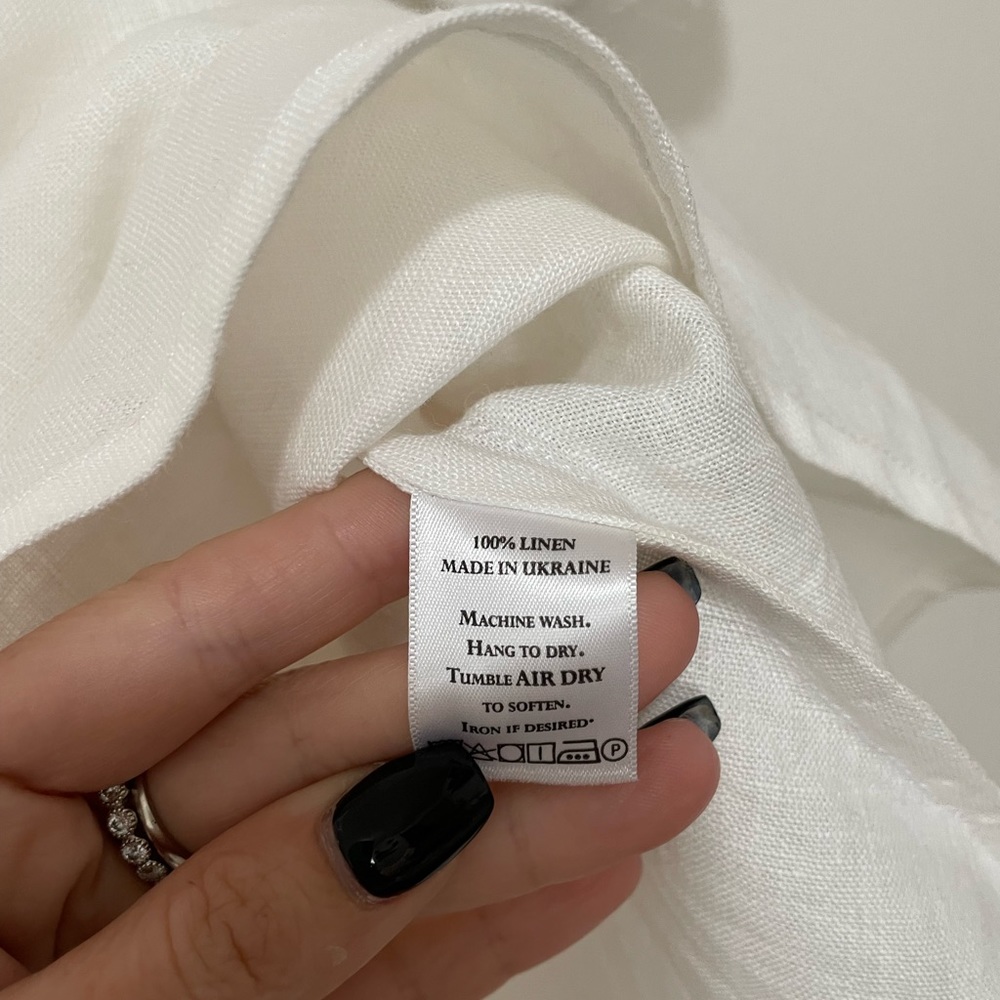 100% LINEN
MADE IN UKRAINE
MACHINE WASH.
HANG TO DRY.
TUMBLE AIR DRY
TO SOFTEN.
IRON IF DESIRED.
P